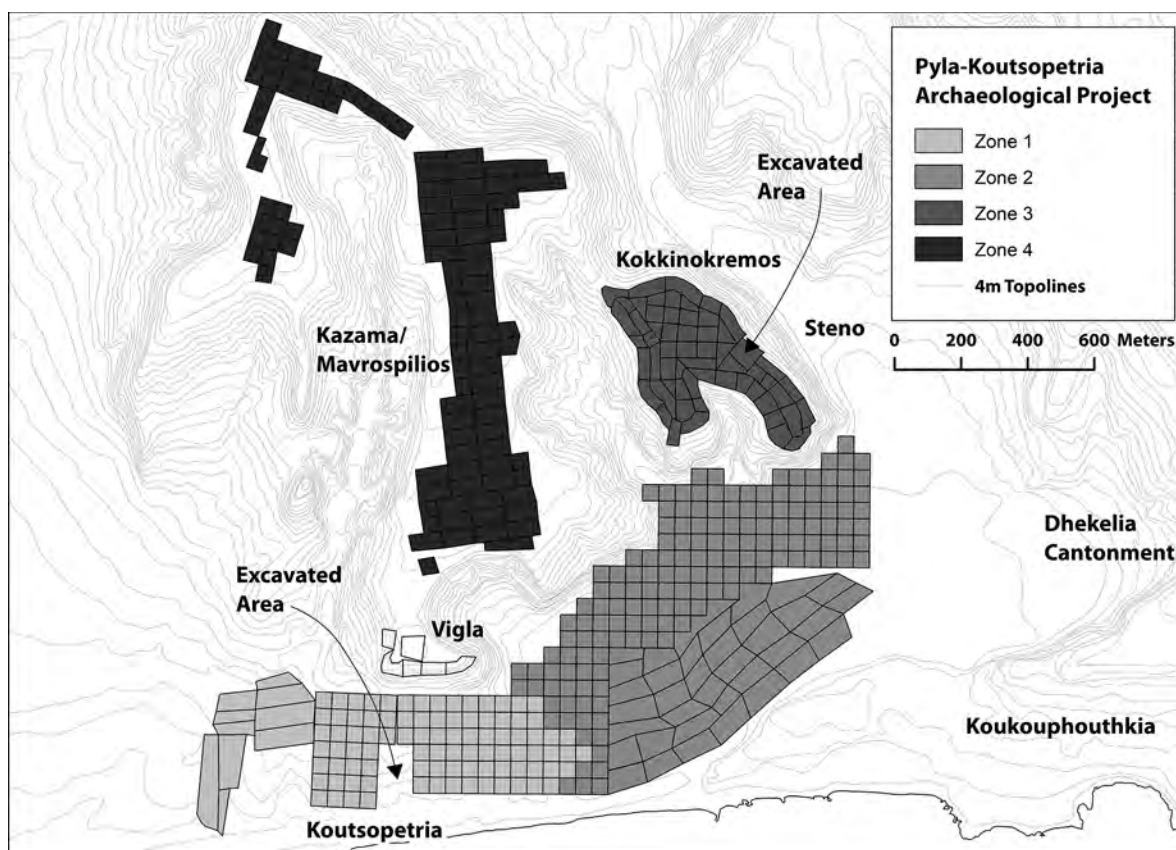 Pyla-Koutsopetria
Archaeological Project
Zone 1
Zone 2
Zone 3
Zone 4
4m Topolines
0 200 400 600 Meters
Excavated
Area
Kokkinokremos
Steno
Kazama/
Mavrospilios
Dhekelia
Cantonment
Excavated
Area
Vigla
Koukouphouthkia
Koutsopetria